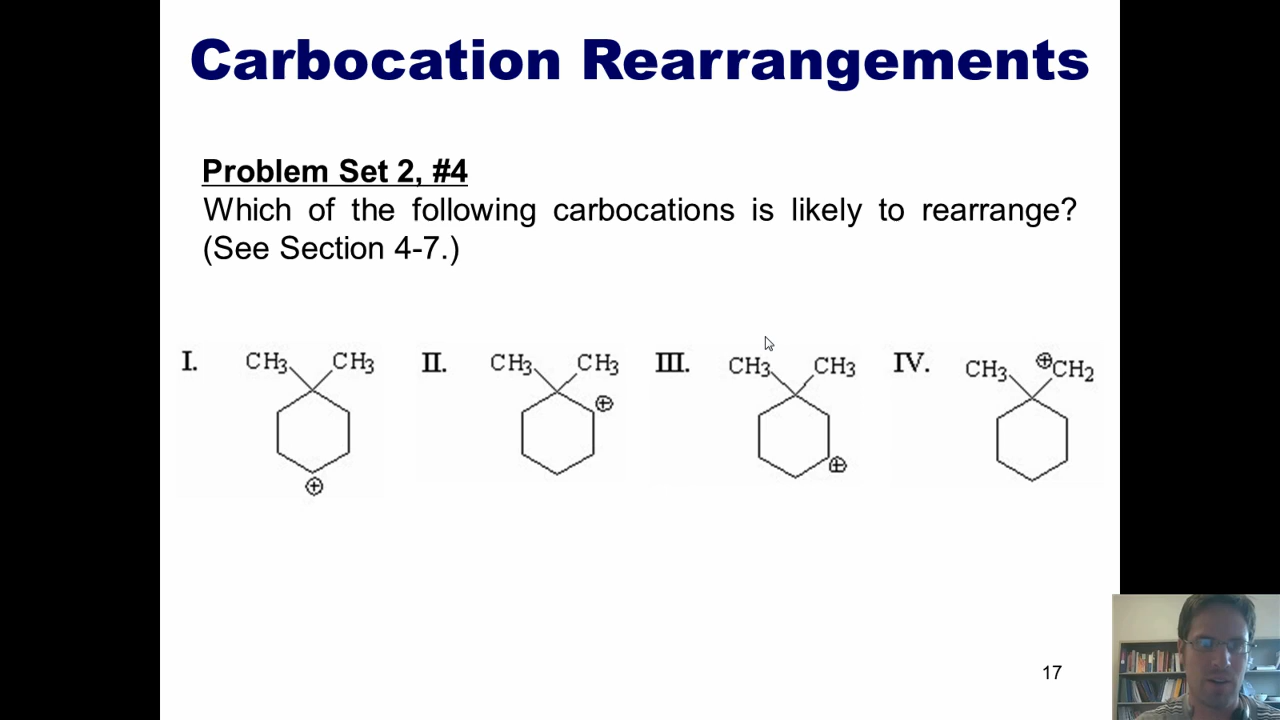 Carbocation Rearrangements
Problem Set 2, #4
Which of the following carbocations is likely to rearrange?
(See Section 4-7.)
I. CH3 CH3 II. CH3 CH3 III. CH3 CH3 IV. CH3 ⊕CH2
⊕
⊕
⊕
17